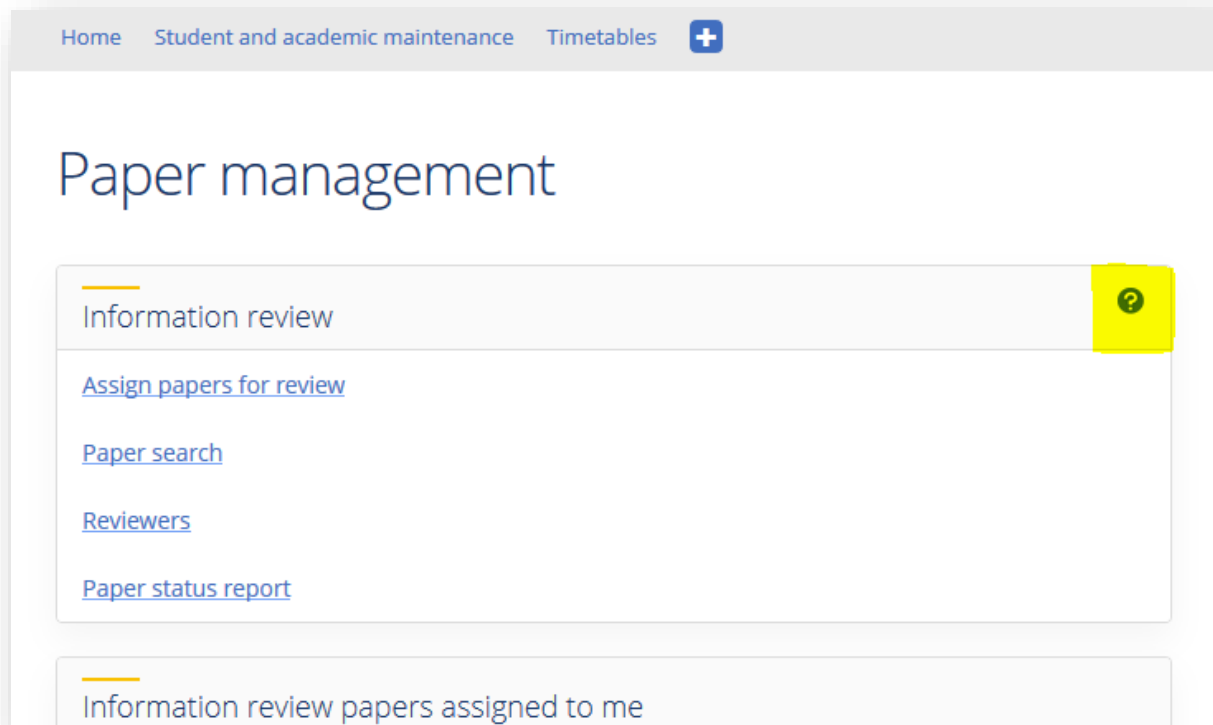 Home Student and academic maintenance Timetables
Paper management
Information review
Assign papers for review
Paper search
Reviewers
Paper status report
Information review papers assigned to me